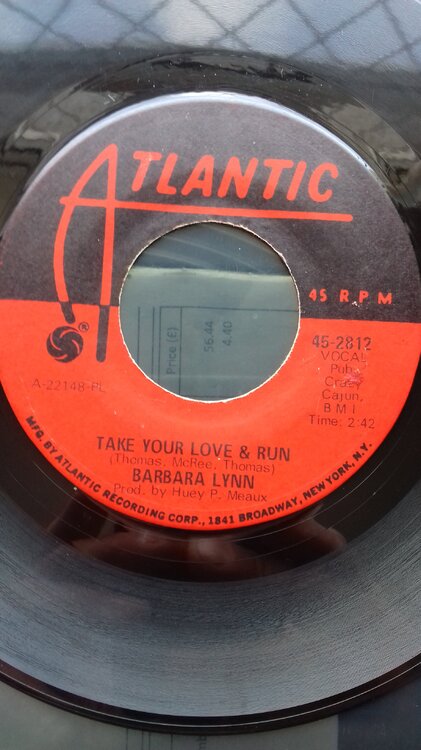 ATLANTIC
45 R.P.M
®
Price (£)
56.44
4.40
45-2812
VOCAL
Pub.
Crazy
Cajun,
BMI
Time: 2:42
A-22148-PL
TAKE YOUR LOVE & RUN
(Thomas, McRee, Thomas)
BARBARA LYNN
Prod. by Huey P. Meaux
MFG. BY ATLANTIC RECORDING CORP., 1841 BROADWAY, NEW YORK, N.Y.